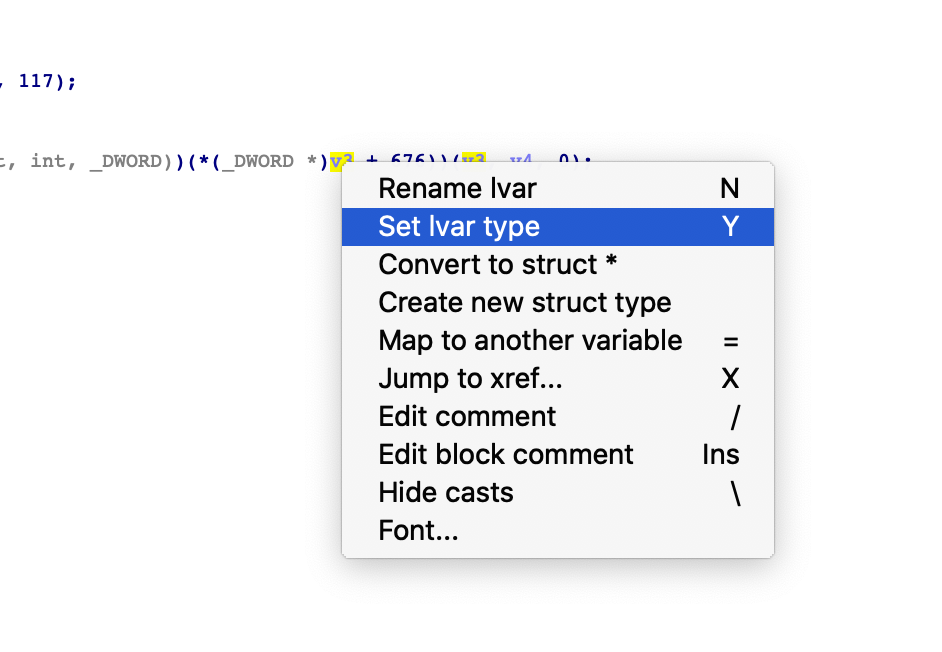 , 117);
t, int, _DWORD))(*(_DWORD *)v3 + 676))(v3, v4, 0);
Rename lvar N
Set lvar type Y
Convert to struct *
Create new struct type
Map to another variable =
Jump to xref... X
Edit comment /
Edit block comment Ins
Hide casts \
Font...